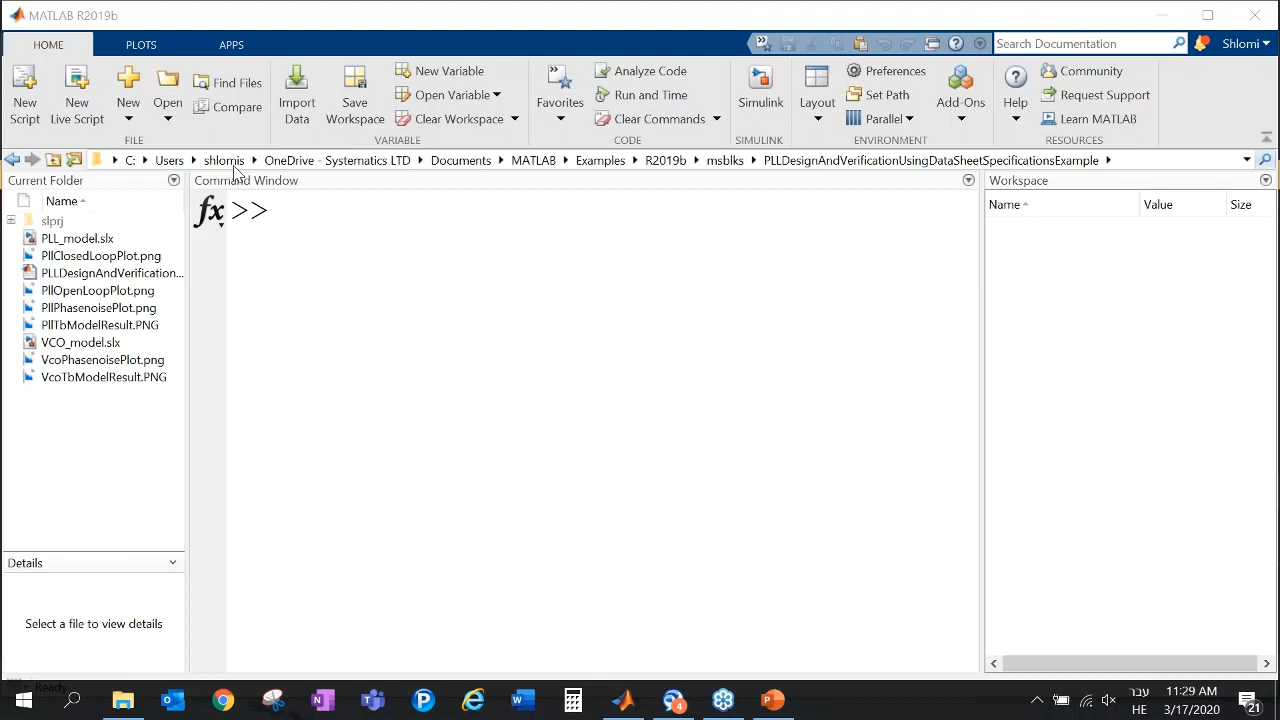 MATLAB R2019b
HOME PLOTS APPS
Search Documentation Shlomi
New Script
New Live Script
New
Open
Find Files
Compare
FILE
Import Data
Save Workspace
New Variable
Open Variable
Clear Workspace
VARIABLE
Favorites
Analyze Code
Run and Time
Clear Commands
CODE
Simulink
SIMULINK
Layout
Preferences
Set Path
Parallel
Add-Ons
ENVIRONMENT
Help
Community
Request Support
Learn MATLAB
RESOURCES
C: Users shlomis OneDrive - Systematics LTD Documents MATLAB Examples R2019b msblks PLLDesignAndVerificationUsingDataSheetSpecificationsExample
Current Folder
Name
slprj
PLL_model.slx
PllClosedLoopPlot.png
PLLDesignAndVerification...
PllOpenLoopPlot.png
PllPhasenoisePlot.png
PllTbModelResult.PNG
VCO_model.slx
VcoPhasenoisePlot.png
VcoTbModelResult.PNG
Details
Select a file to view details
Command Window
fx >>
Workspace
Name Value Size
Ready
4
עבר
HE
11:29 AM
3/17/2020
21